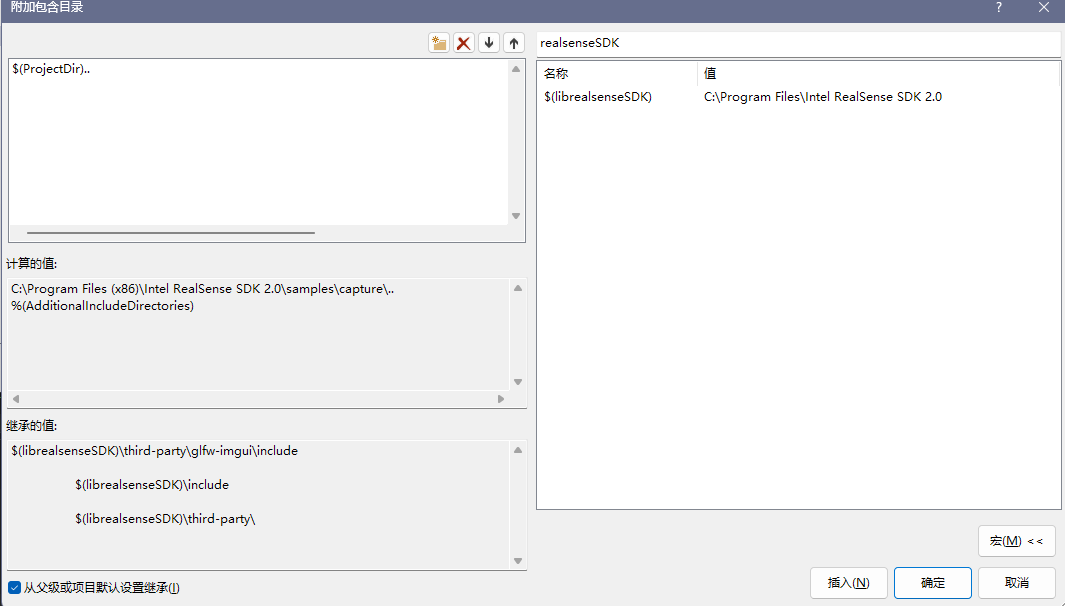 附加包含目录
?
$(ProjectDir)..
计算的值:
C:\Program Files (x86)\Intel RealSense SDK 2.0\samples\capture\..
%(AdditionalIncludeDirectories)
继承的值:
$(librealsenseSDK)\third-party\glfw-imgui\include
$(librealsenseSDK)\include
$(librealsenseSDK)\third-party\
从父级或项目默认设置继承(I)
realsenseSDK
名称 值
$(librealsenseSDK) C:\Program Files\Intel RealSense SDK 2.0
宏(M) <<
插入(N) 确定 取消